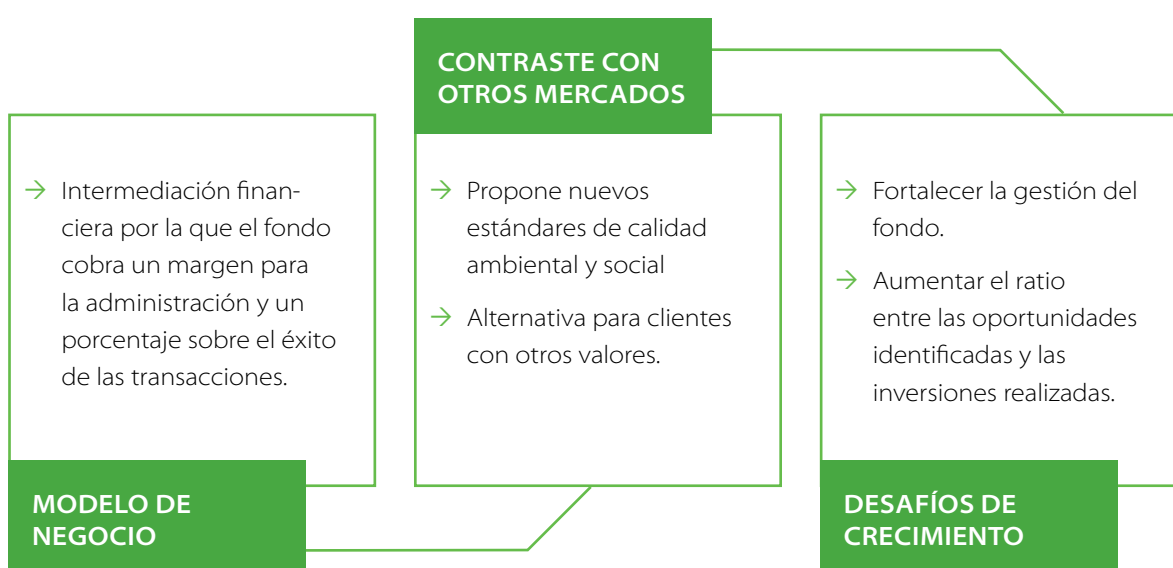 → Intermediación finan-
ciera por la que el fondo
cobra un margen para
la administración y un
porcentaje sobre el éxito
de las transacciones.
MODELO DE
NEGOCIO
CONTRASTE CON
OTROS MERCADOS
→ Propone nuevos
estándares de calidad
ambiental y social
→ Alternativa para clientes
con otros valores.
→ Fortalecer la gestión del
fondo.
→ Aumentar el ratio
entre las oportunidades
identificadas y las
inversiones realizadas.
DESAFÍOS DE
CRECIMIENTO